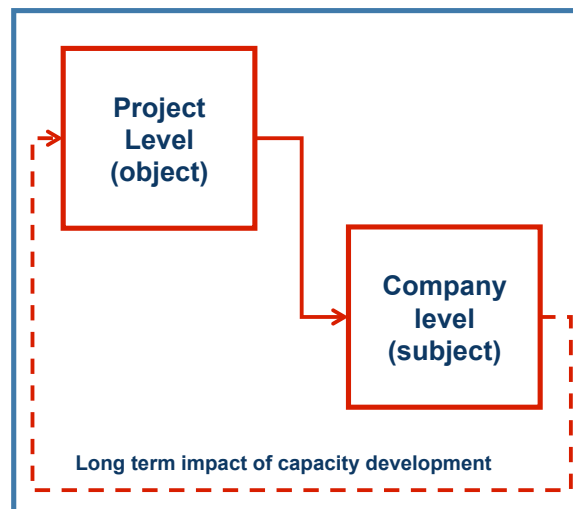 Project
Level
(object)
Company
level
(subject)
Long term impact of capacity development